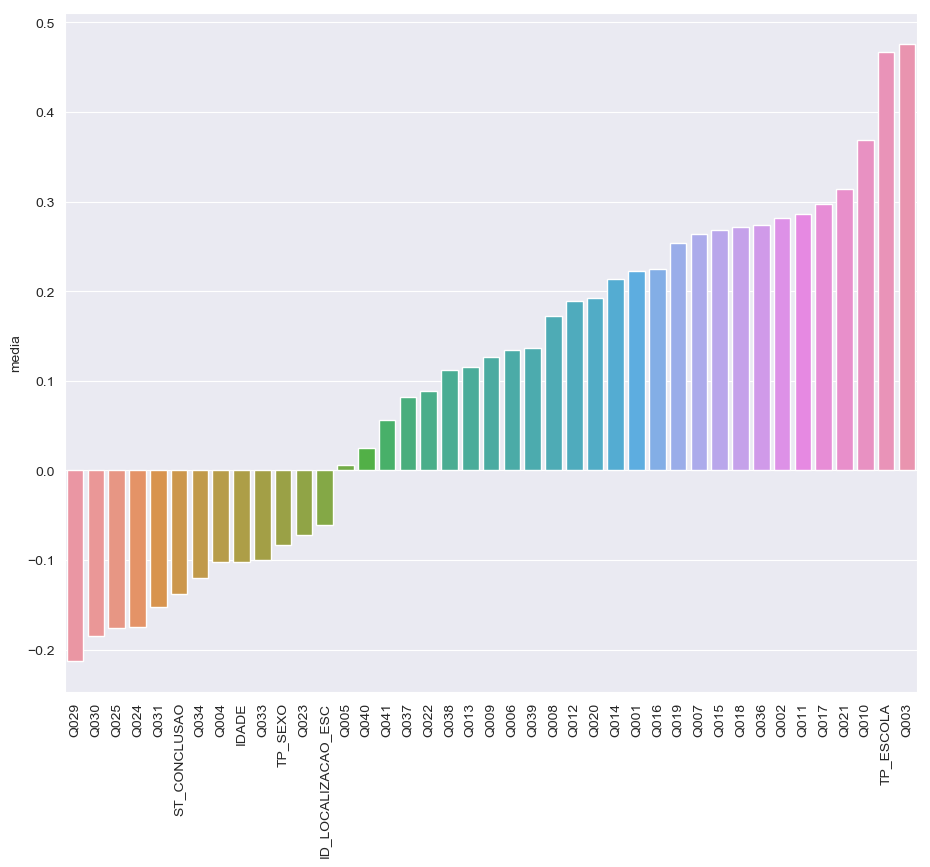 0.5
0.4
0.3
0.2
0.1
0.0
−0.1
−0.2
media
Q029
Q030
Q025
Q024
Q031
ST_CONCLUSAO
Q034
Q004
IDADE
Q033
TP_SEXO
Q023
ID_LOCALIZACAO_ESC
Q005
Q040
Q041
Q037
Q022
Q038
Q013
Q009
Q006
Q039
Q008
Q012
Q020
Q014
Q001
Q016
Q019
Q007
Q015
Q018
Q036
Q002
Q011
Q017
Q021
Q010
TP_ESCOLA
Q003